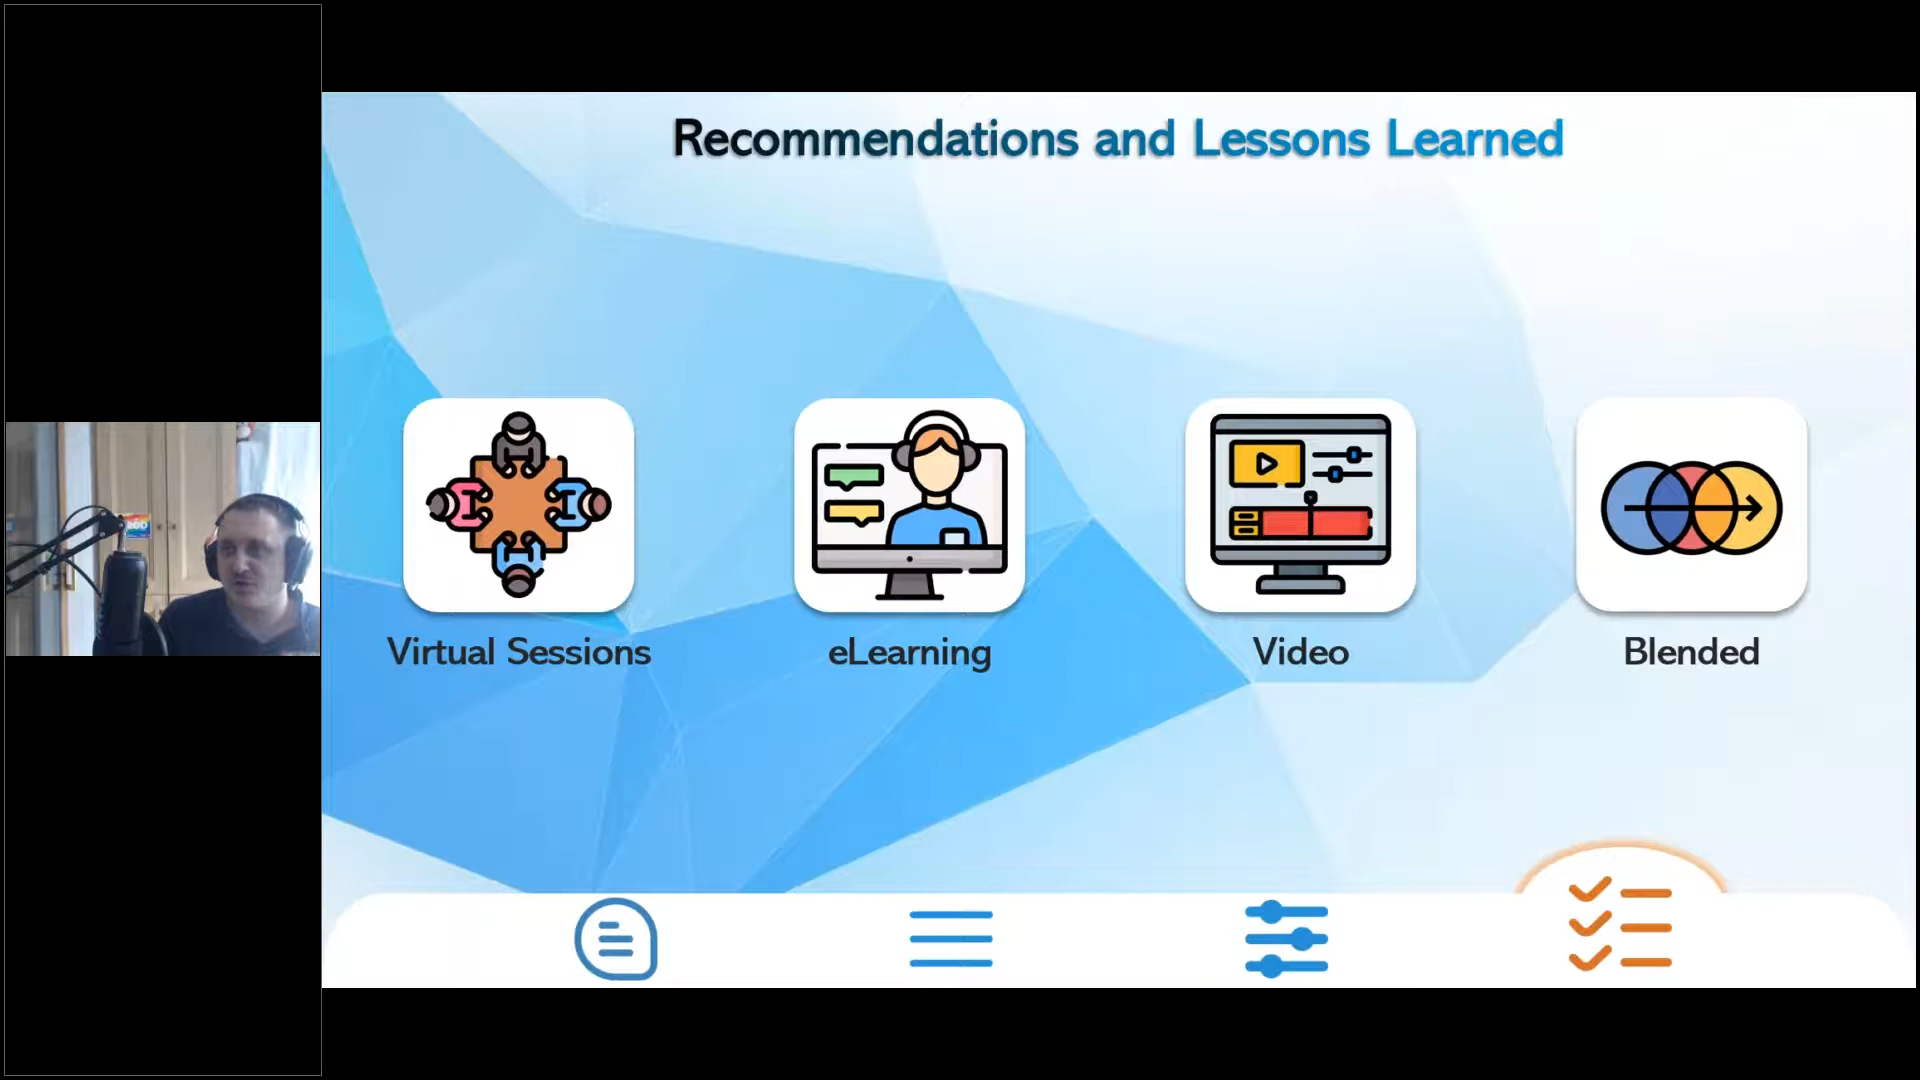 Recommendations and Lessons Learned
Virtual Sessions
eLearning
Video
Blended